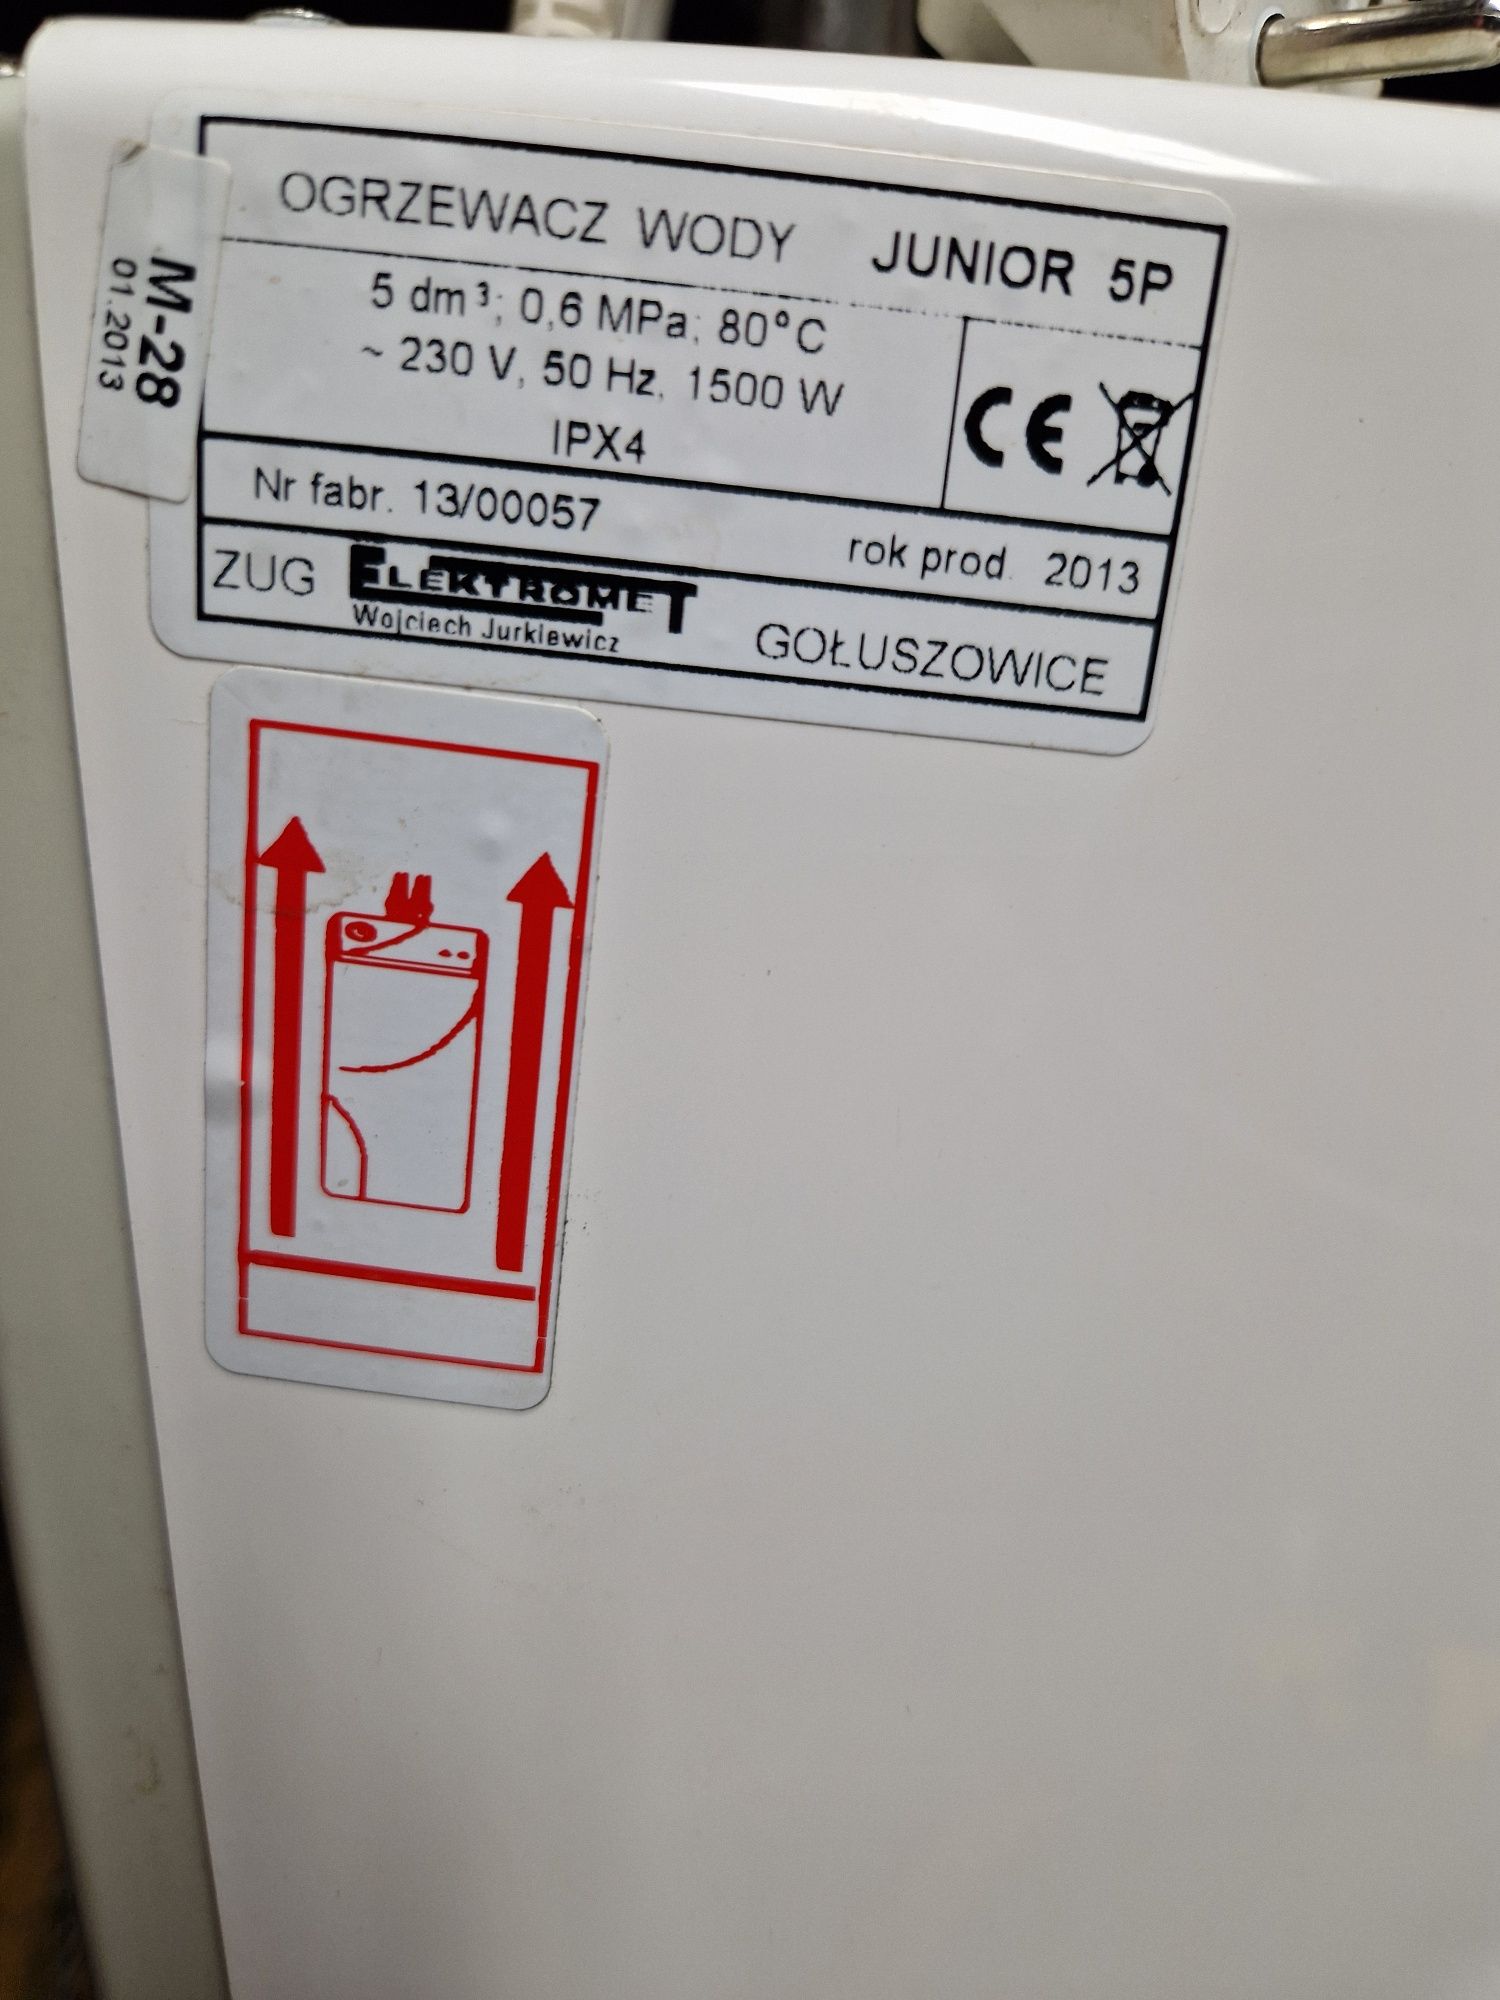 OGRZEWACZ WODY JUNIOR 5P
5 dm³; 0,6 MPa; 80°C
~ 230 V, 50 Hz, 1500 W
IPX4
CE
Nr fabr. 13/00057 rok prod. 2013
ZUG ELEKTROMET GOŁUSZOWICE
Wojciech Jurkiewicz
M-28
01.2013